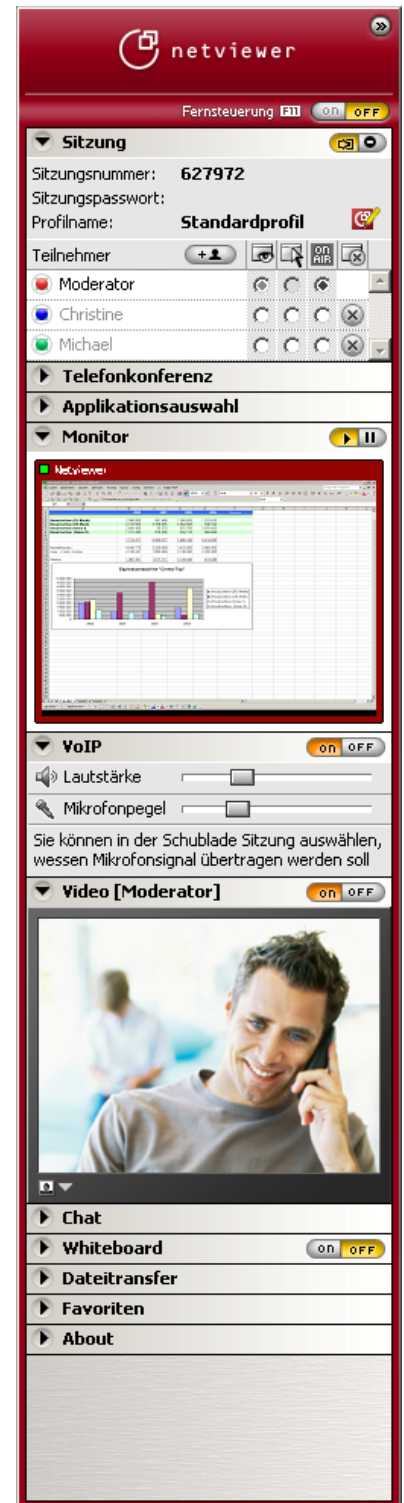 netviewer
Fernsteuerung F11 on OFF
Sitzung
Sitzungsnummer: 627972
Sitzungspasswort:
Profilname: Standardprofil
Teilnehmer on AIR
Moderator
Christine
Michael
Telefonkonferenz
Applikationsauswahl
Monitor
Netviewer
VoIP on OFF
Lautstärke
Mikrofonpegel
Sie können in der Schublade Sitzung auswählen,
wessen Mikrofonsignal übertragen werden soll
Video [Moderator] on OFF
Chat
Whiteboard on OFF
Dateitransfer
Favoriten
About